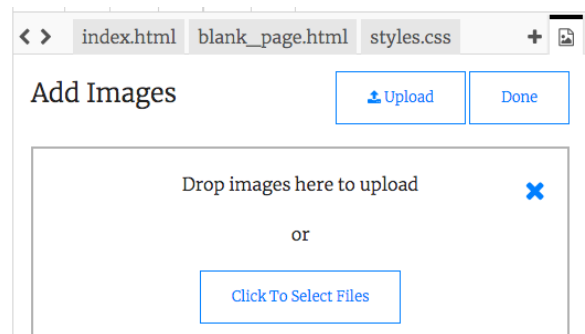 < > index.html blank_page.html styles.css +
Add Images Upload Done
Drop images here to upload
or
Click To Select Files